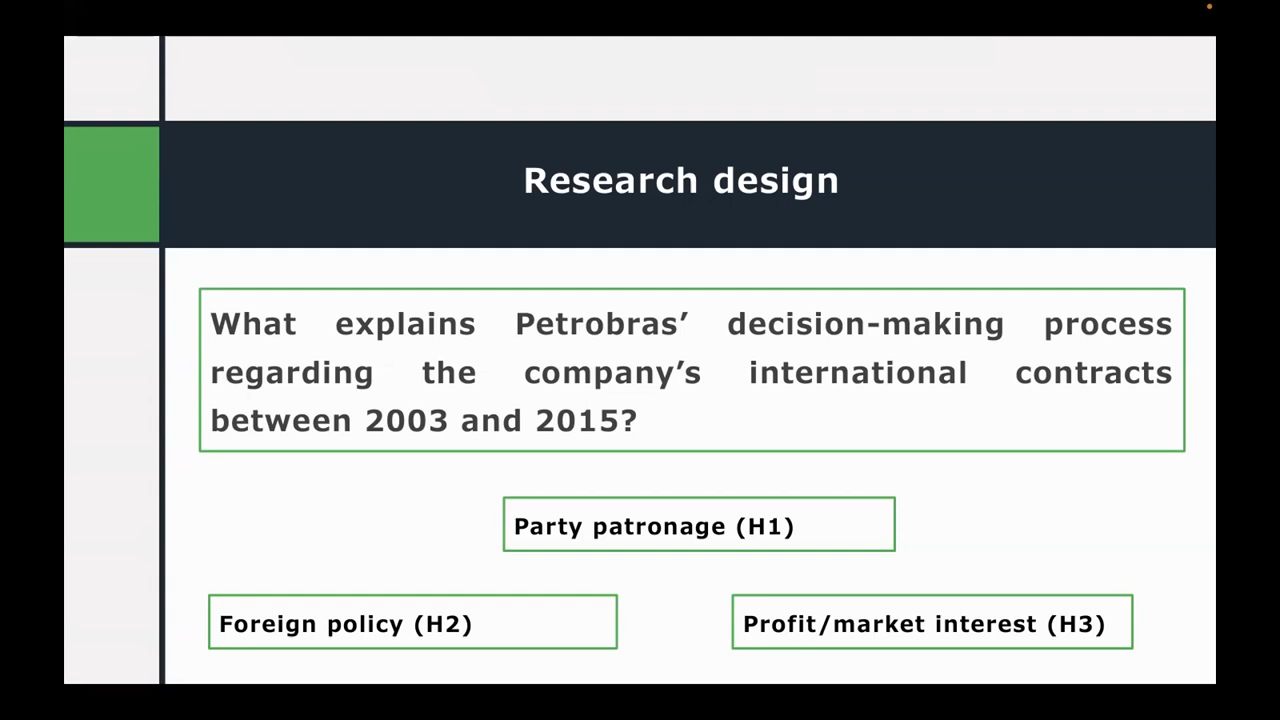 Research design
What explains Petrobras’ decision-making process
regarding the company’s international contracts
between 2003 and 2015?
Party patronage (H1)
Foreign policy (H2)
Profit/market interest (H3)